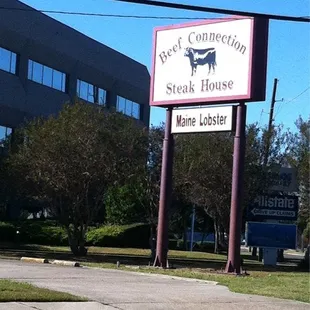 Beef Connection
Steak House
Maine Lobster
Allstate